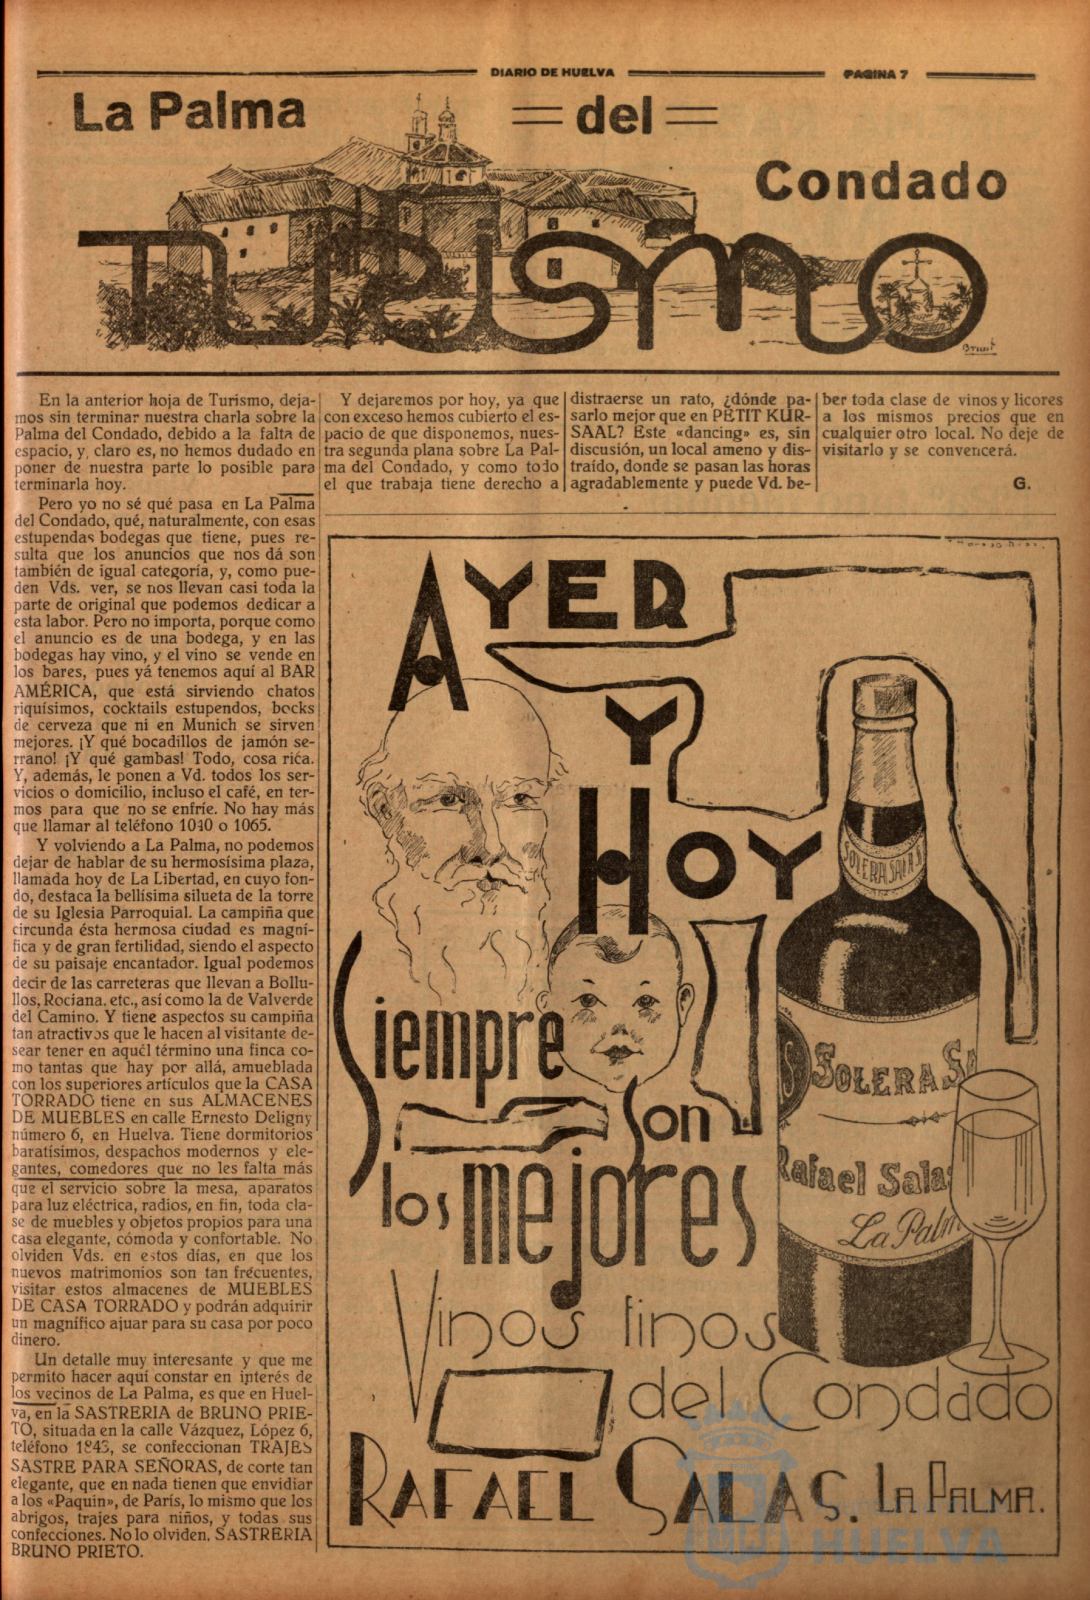 DIARIO DE HUELVA
PAGINA 7
La Palma del Condado
Turismo
Brunt
En la anterior hoja de Turismo, deja-
mos sin terminar nuestra charla sobre la
Palma del Condado, debido a la falta de
espacio, y, claro es, no hemos dudado en
poner de nuestra parte lo posible para
terminarla hoy.
Pero yo no sé qué pasa en La Palma
del Condado, qué, naturalmente, con esas
estupendas bodegas que tiene, pues re-
sulta que los anuncios que nos dá son
también de igual categoría, y, como pue-
den Vds. ver, se nos llevan casi toda la
parte de original que podemos dedicar a
esta labor. Pero no importa, porque como
el anuncio es de una bodega, y en las
bodegas hay vino, y el vino se vende en
los bares, pues yá tenemos aquí al BAR
AMÉRICA, que está sirviendo chatos
riquísimos, cocktails estupendos, bocks
de cerveza que ni en Munich se sirven
mejores. ¡Y qué bocadillos de jamón se-
rrano! ¡Y qué gambas! Todo, cosa rica.
Y, además, le ponen a Vd. todos los ser-
vicios o domicilio, incluso el café, en ter-
mos para que no se enfríe. No hay más
que llamar al teléfono 1040 o 1065.
Y volviendo a La Palma, no podemos
dejar de hablar de su hermosísima plaza,
llamada hoy de La Libertad, en cuyo fon-
do, destaca la bellísima silueta de la torre
de su Iglesia Parroquial. La campiña que
circunda ésta hermosa ciudad es magní-
fica y de gran fertilidad, siendo el aspecto
de su paisaje encantador. Igual podemos
decir de las carreteras que llevan a Bollu-
llos, Rociana, etc., así como la de Valverde
del Camino. Y tiene aspectos su campiña
tan atractivos que le hacen al visitante de-
sear tener en aquél término una finca co-
mo tantas que hay por allá, amueblada
con los superiores artículos que la CASA
TORRADO tiene en sus ALMACENES
DE MUEBLES en calle Ernesto Deligny
número 6, en Huelva. Tiene dormitorios
baratísimos, despachos modernos y ele-
gantes, comedores que no les falta más
que el servicio sobre la mesa, aparatos
para luz eléctrica, radios, en fin, toda cla-
se de muebles y objetos propios para una
casa elegante, cómoda y confortable. No
olviden Vds. en estos días, en que los
nuevos matrimonios son tan frecuentes,
visitar estos almacenes de MUEBLES
DE CASA TORRADO y podrán adquirir
un magnífico ajuar para su casa por poco
dinero.
Un detalle muy interesante y que me
permito hacer aquí constar en interés de
los vecinos de La Palma, es que en Huel-
va, en la SASTRERIA de BRUNO PRIE-
TO, situada en la calle Vázquez, López 6,
teléfono 1843, se confeccionan TRAJES
SASTRE PARA SEÑORAS, de corte tan
elegante, que en nada tienen que envidiar
a los «Paquin», de París, lo mismo que los
abrigos, trajes para niños, y todas sus
confecciones. No lo olviden. SASTRERIA
BRUNO PRIETO.
Y dejaremos por hoy, ya que
con exceso hemos cubierto el es-
pacio de que disponemos, nues-
tra segunda plana sobre La Pal-
ma del Condado, y como todo
el que trabaja tiene derecho a
distraerse un rato, ¿dónde pa-
sarlo mejor que en PETIT KUR-
SAAL? Este «dancing» es, sin
discusión, un local ameno y dis-
traído, donde se pasan las horas
agradablemente y puede Vd. be-
ber toda clase de vinos y licores
a los mismos precios que en
cualquier otro local. No deje de
visitarlo y se convencerá.
G.
AYER
Y
HOY
Siempre
Son
los mejores
Vinos finos
del Condado
RAFAEL SALAS. LA PALMA.
SOLERA SALAS
S SOLERA SA
Rafael Salas
La Palm
HUELVA